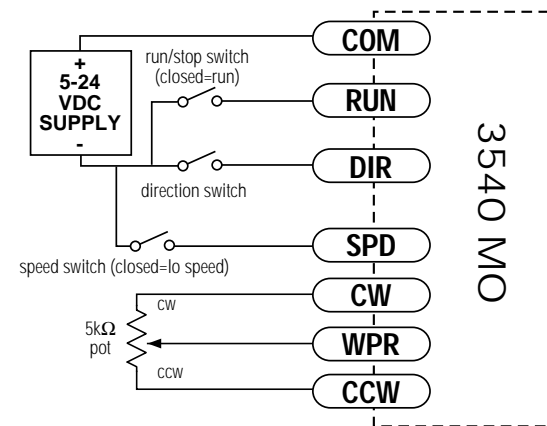 COM
+
5-24
VDC
SUPPLY
-
run/stop switch
(closed=run)
RUN
DIR
direction switch
SPD
speed switch (closed=lo speed)
CW
cw
5kΩ
pot
WPR
ccw
CCW
3540 MO